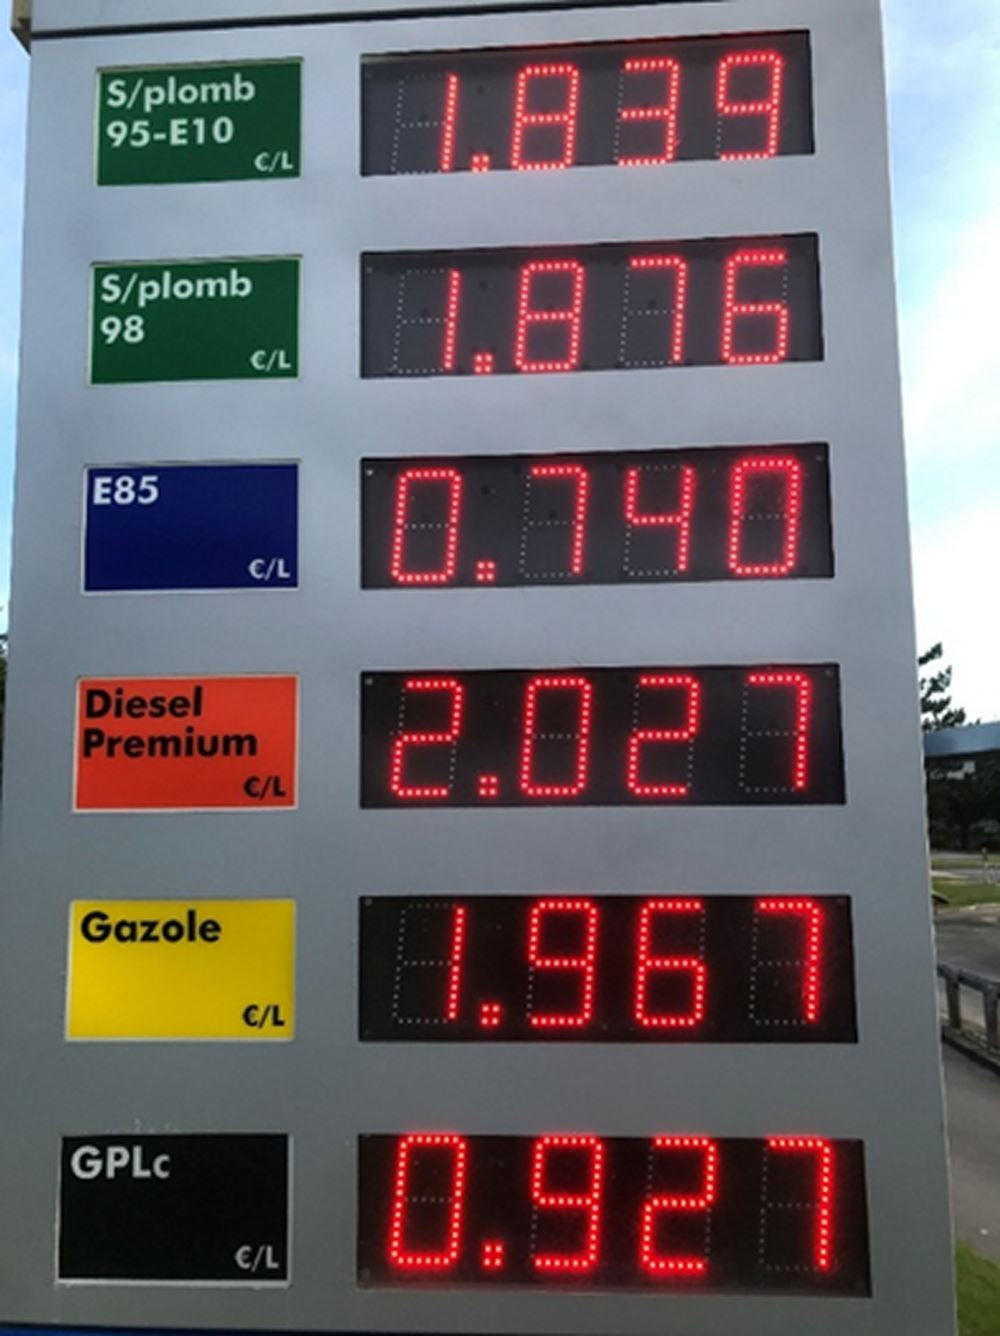 S/plomb
95-E10
€/L
1.839
S/plomb
98
€/L
1.876
E85
€/L
0.740
Diesel
Premium
€/L
2.027
Gazole
€/L
1.967
GPLc
€/L
0.927